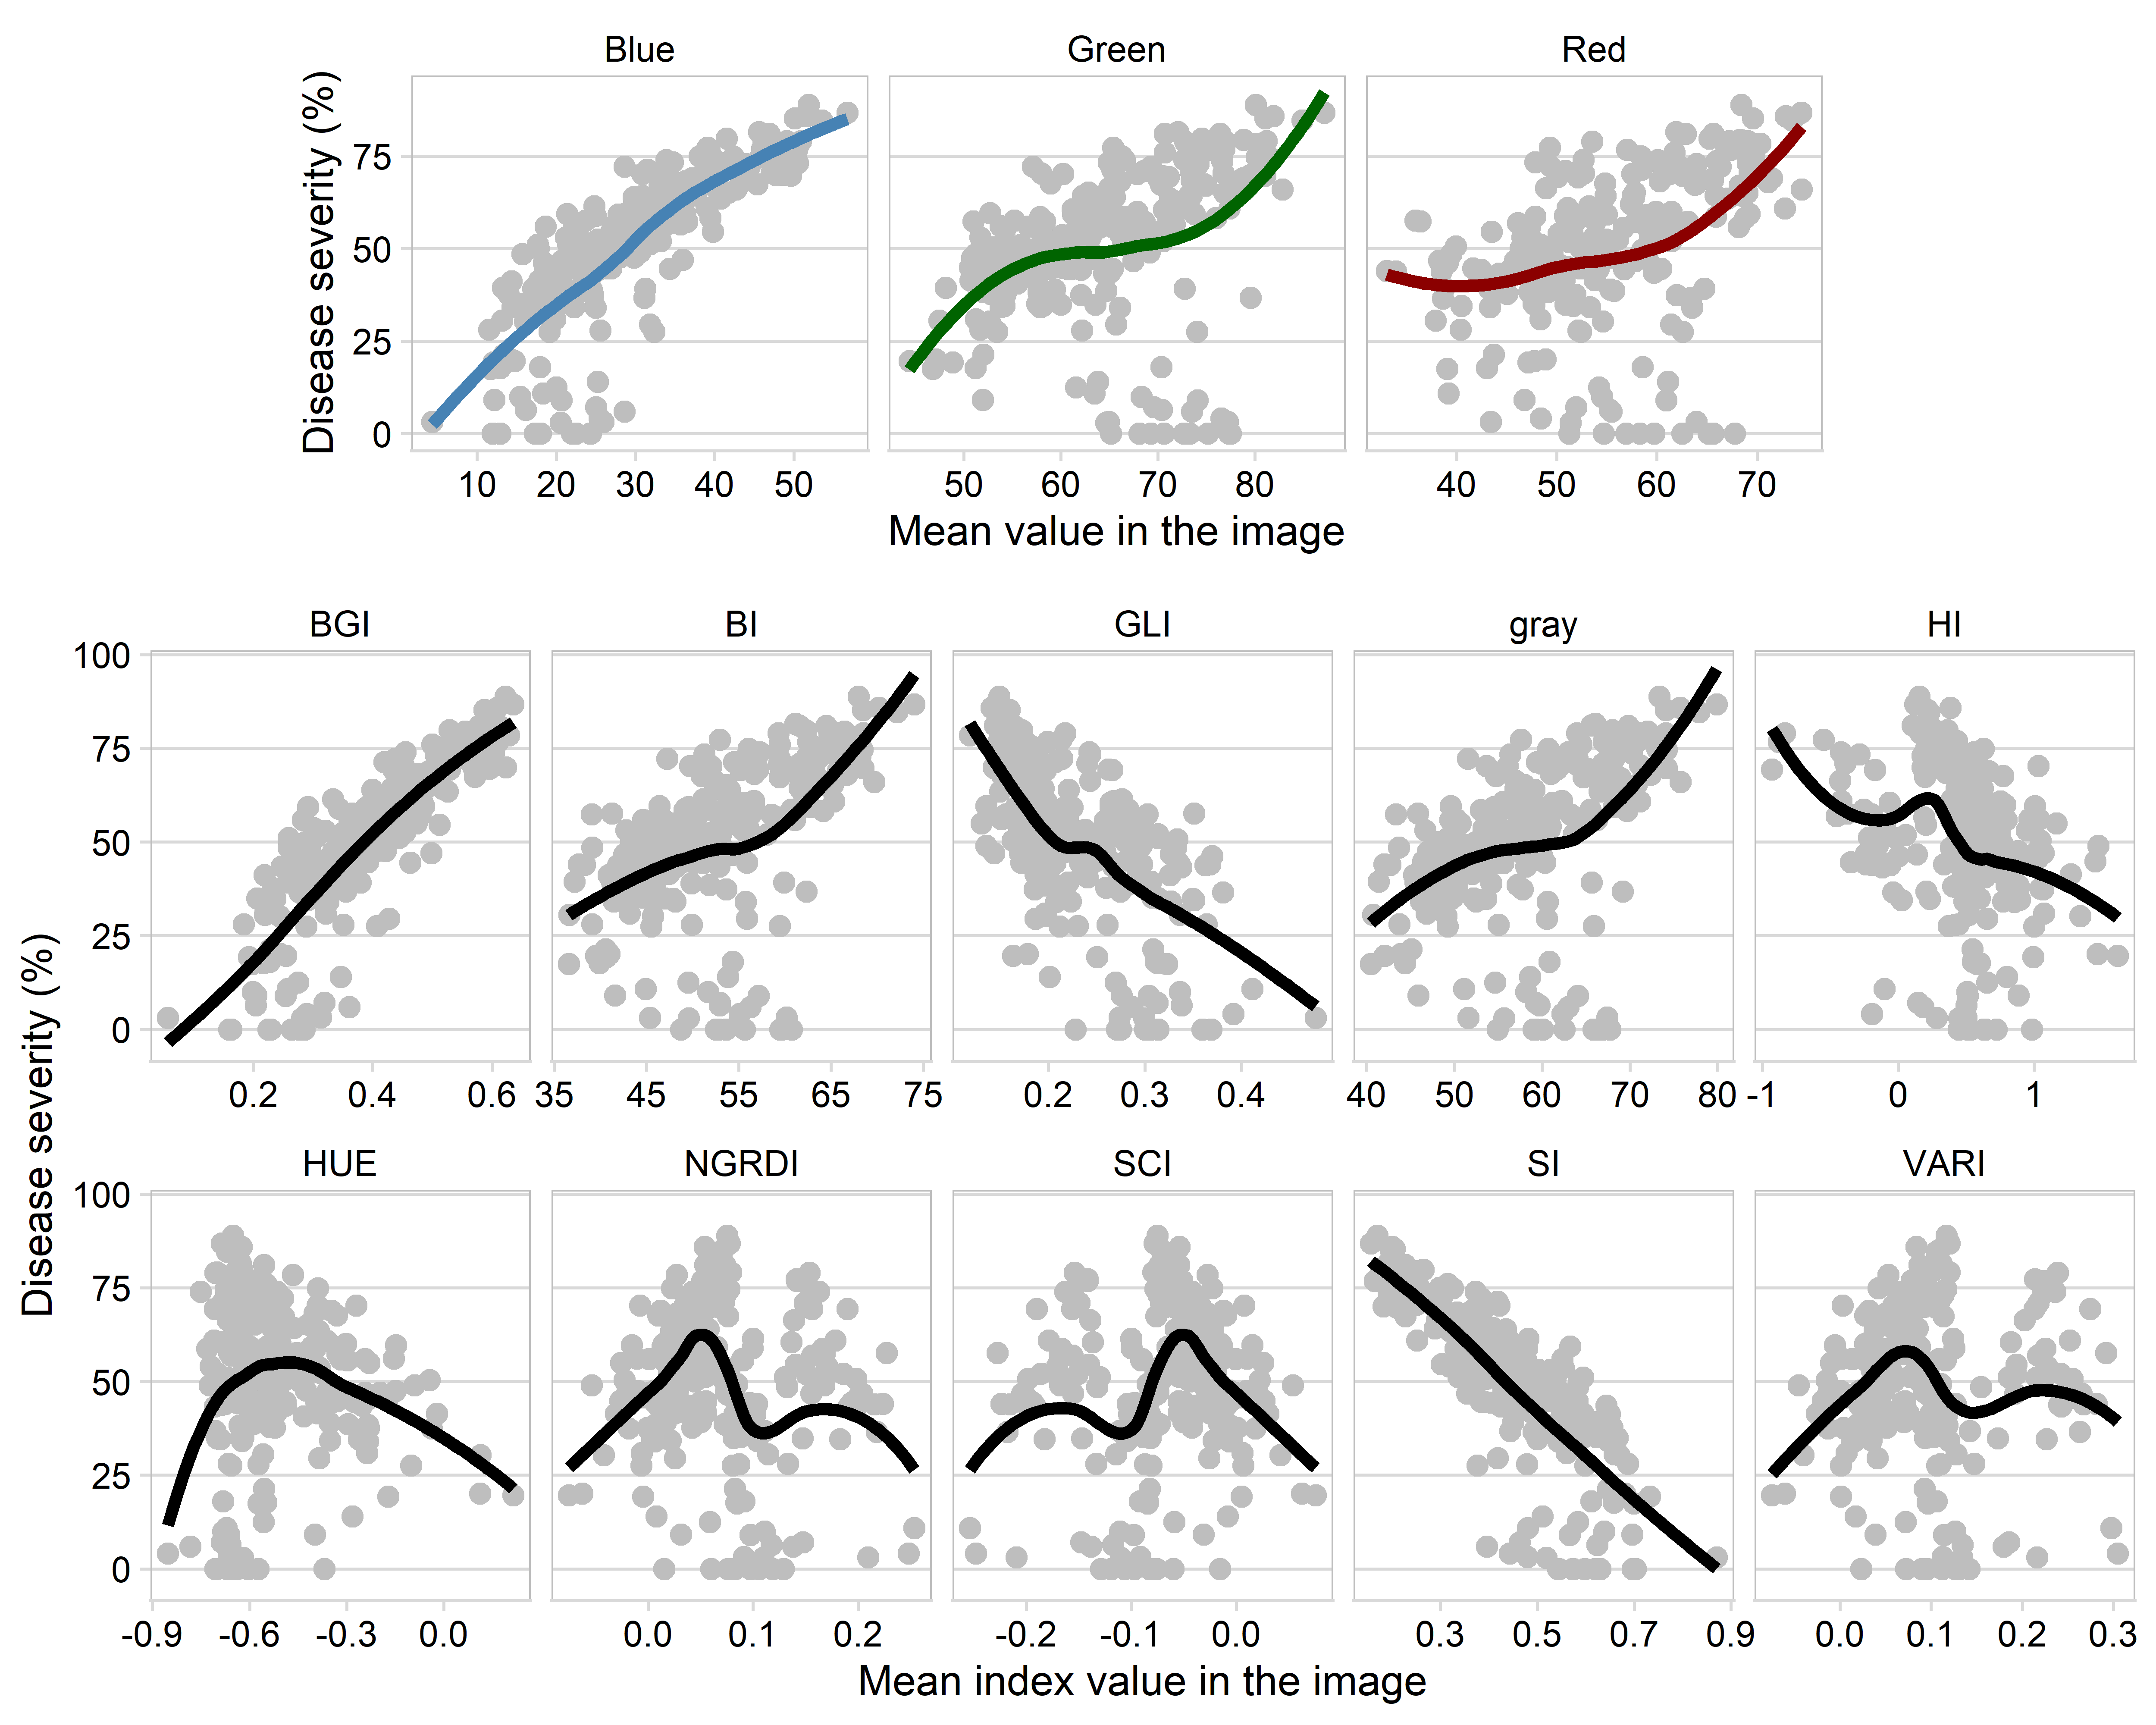 Blue Green Red
Disease severity (%)
75
50
25
0
10 20 30 40 50 50 60 70 80 40 50 60 70
Mean value in the image
BGI BI GLI gray HI
Disease severity (%)
100
75
50
25
0
0.2 0.4 0.6 35 45 55 65 75 0.2 0.3 0.4 40 50 60 70 80 -1 0 1
HUE NGRDI SCI SI VARI
100
75
50
25
0
-0.9 -0.6 -0.3 0.0 0.0 0.1 0.2 -0.2 -0.1 0.0 0.3 0.5 0.7 0.9 0.0 0.1 0.2 0.3
Mean index value in the image